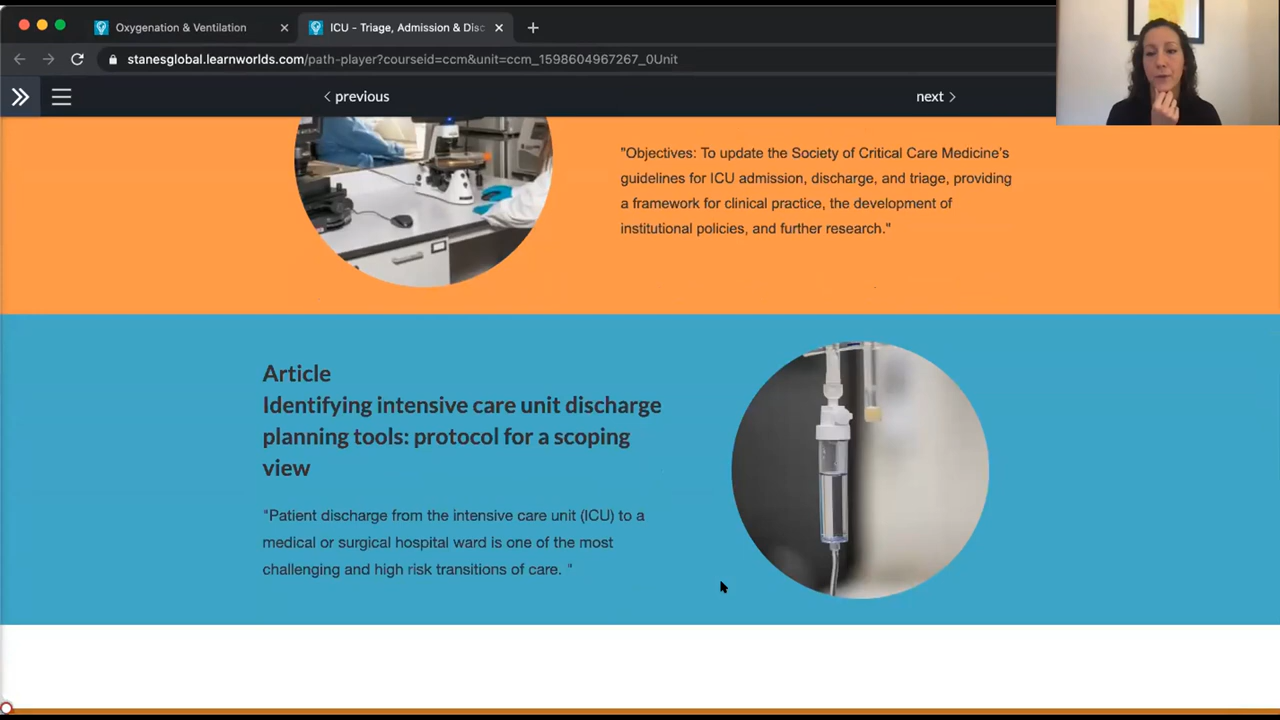 Oxygenation & Ventilation
ICU - Triage, Admission & Disc
stanesglobal.learnworlds.com/path-player?courseid=ccm&unit=ccm_1598604967267_0Unit
previous
next
"Objectives: To update the Society of Critical Care Medicine's
guidelines for ICU admission, discharge, and triage, providing
a framework for clinical practice, the development of
institutional policies, and further research."
Article
Identifying intensive care unit discharge
planning tools: protocol for a scoping
view
"Patient discharge from the intensive care unit (ICU) to a
medical or surgical hospital ward is one of the most
challenging and high risk transitions of care. "